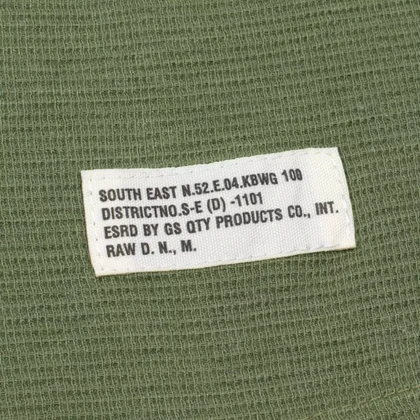 SOUTH EAST N.52.E.04.KBWG 100
DISTRICTNO.S-E (D) -1101
ESRD BY GS QTY PRODUCTS CO., INT.
RAW D. N., M.